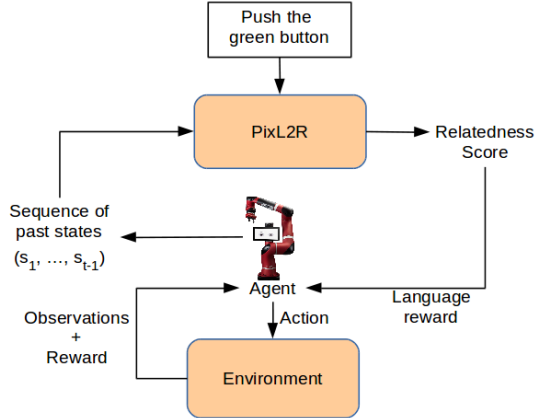 Push the
green button
PixL2R
Relatedness
Score
Sequence of
past states
(s1, ..., st-1)
Agent
Language
reward
Action
Observations
+
Reward
Environment